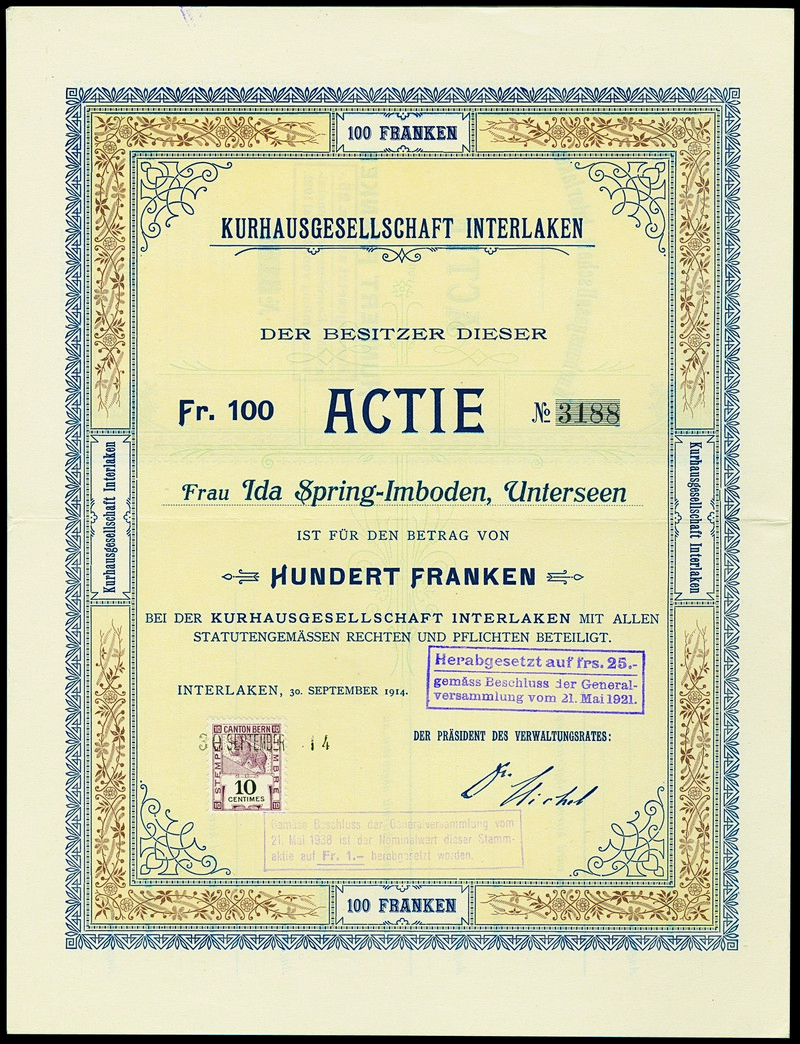 100 FRANKEN
KURHAUSGESELLSCHAFT INTERLAKEN
DER BESITZER DIESER
Fr. 100 ACTIE № 3188
Kurhausgesellschaft Interlaken
Kurhausgesellschaft Interlaken
Frau Ida Spring-Imboden, Unterseen
IST FÜR DEN BETRAG VON
HUNDERT FRANKEN
BEI DER KURHAUSGESELLSCHAFT INTERLAKEN MIT ALLEN
STATUTENGEMÄSSEN RECHTEN UND PFLICHTEN BETEILIGT.
Herabgesetzt auf frs. 25.-
gemäss Beschluss der General-
versammlung vom 21. Mai 1921.
INTERLAKEN, 30. SEPTEMBER 1914.
DER PRÄSIDENT DES VERWALTUNGSRATES:
CANTON BERN
30 SEPTEMBER 14
STEMPEL
TIMBRE
10
CENTIMES
Dr. Michel
Gemäss Beschluss der Generalversammlung vom
21. Mai 1938 ist der Nominalwert dieser Stamm-
aktie auf Fr. 1.— herabgesetzt worden.
100 FRANKEN